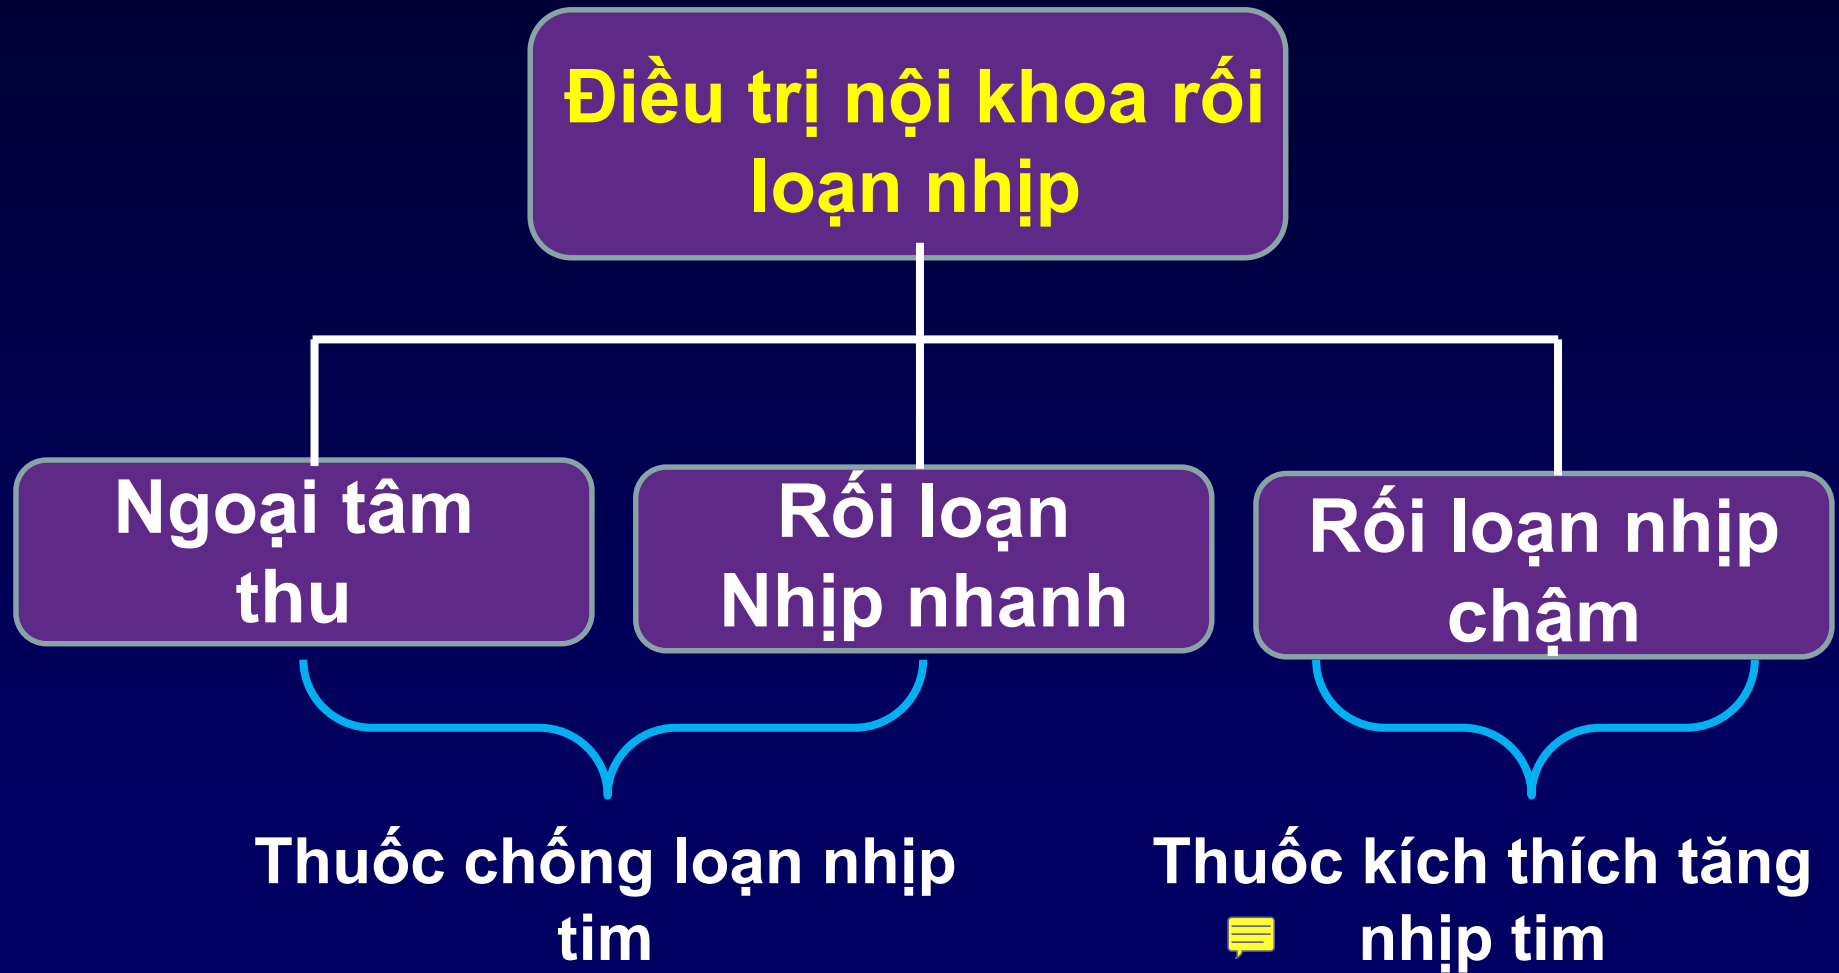 Điều trị nội khoa rối
loạn nhịp
Ngoại tâm
thu
Rối loạn
Nhịp nhanh
Rối loạn nhịp
chậm
Thuốc chống loạn nhịp
tim
Thuốc kích thích tăng
nhịp tim